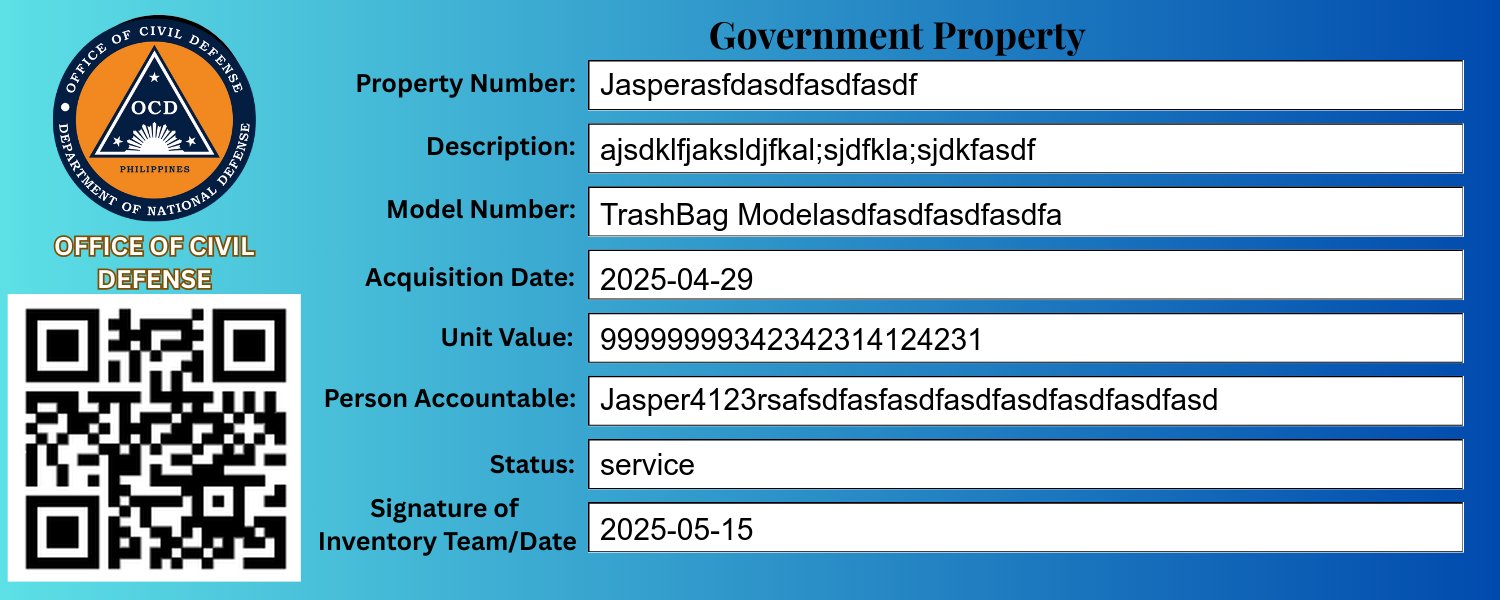 OFFICE OF CIVIL DEFENSE
OCD
PHILIPPINES
DEPARTMENT OF NATIONAL DEFENSE
OFFICE OF CIVIL
DEFENSE
Government Property
Property Number: Jasperasfdasdfasdfasdf
Description: ajsdklfjaksldjfkal;sjdfkla;sjdkfasdf
Model Number: TrashBag Modelasdfasdfasdfasdfa
Acquisition Date: 2025-04-29
Unit Value: 99999999342342314124231
Person Accountable: Jasper4123rsafsdfasfasdfasdfasdfasdfasdfasd
Status: service
Signature of
Inventory Team/Date 2025-05-15